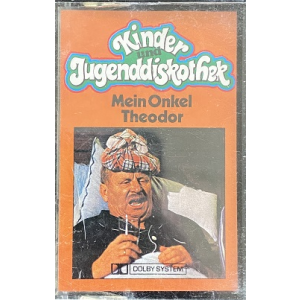 Kinder
und
Jugenddiskothek
Mein Onkel
Theodor
DOLBY SYSTEM